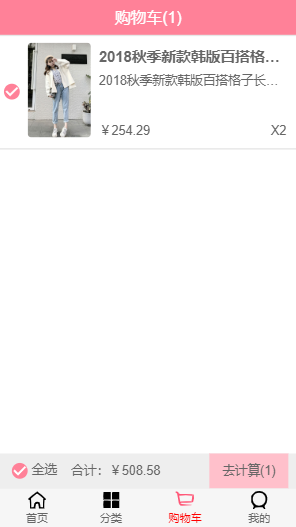 购物车(1)
2018秋季新款韩版百搭格...
2018秋季新款韩版百搭格子长...
￥254.29 X2
全选 合计：￥508.58 去计算(1)
首页 分类 购物车 我的